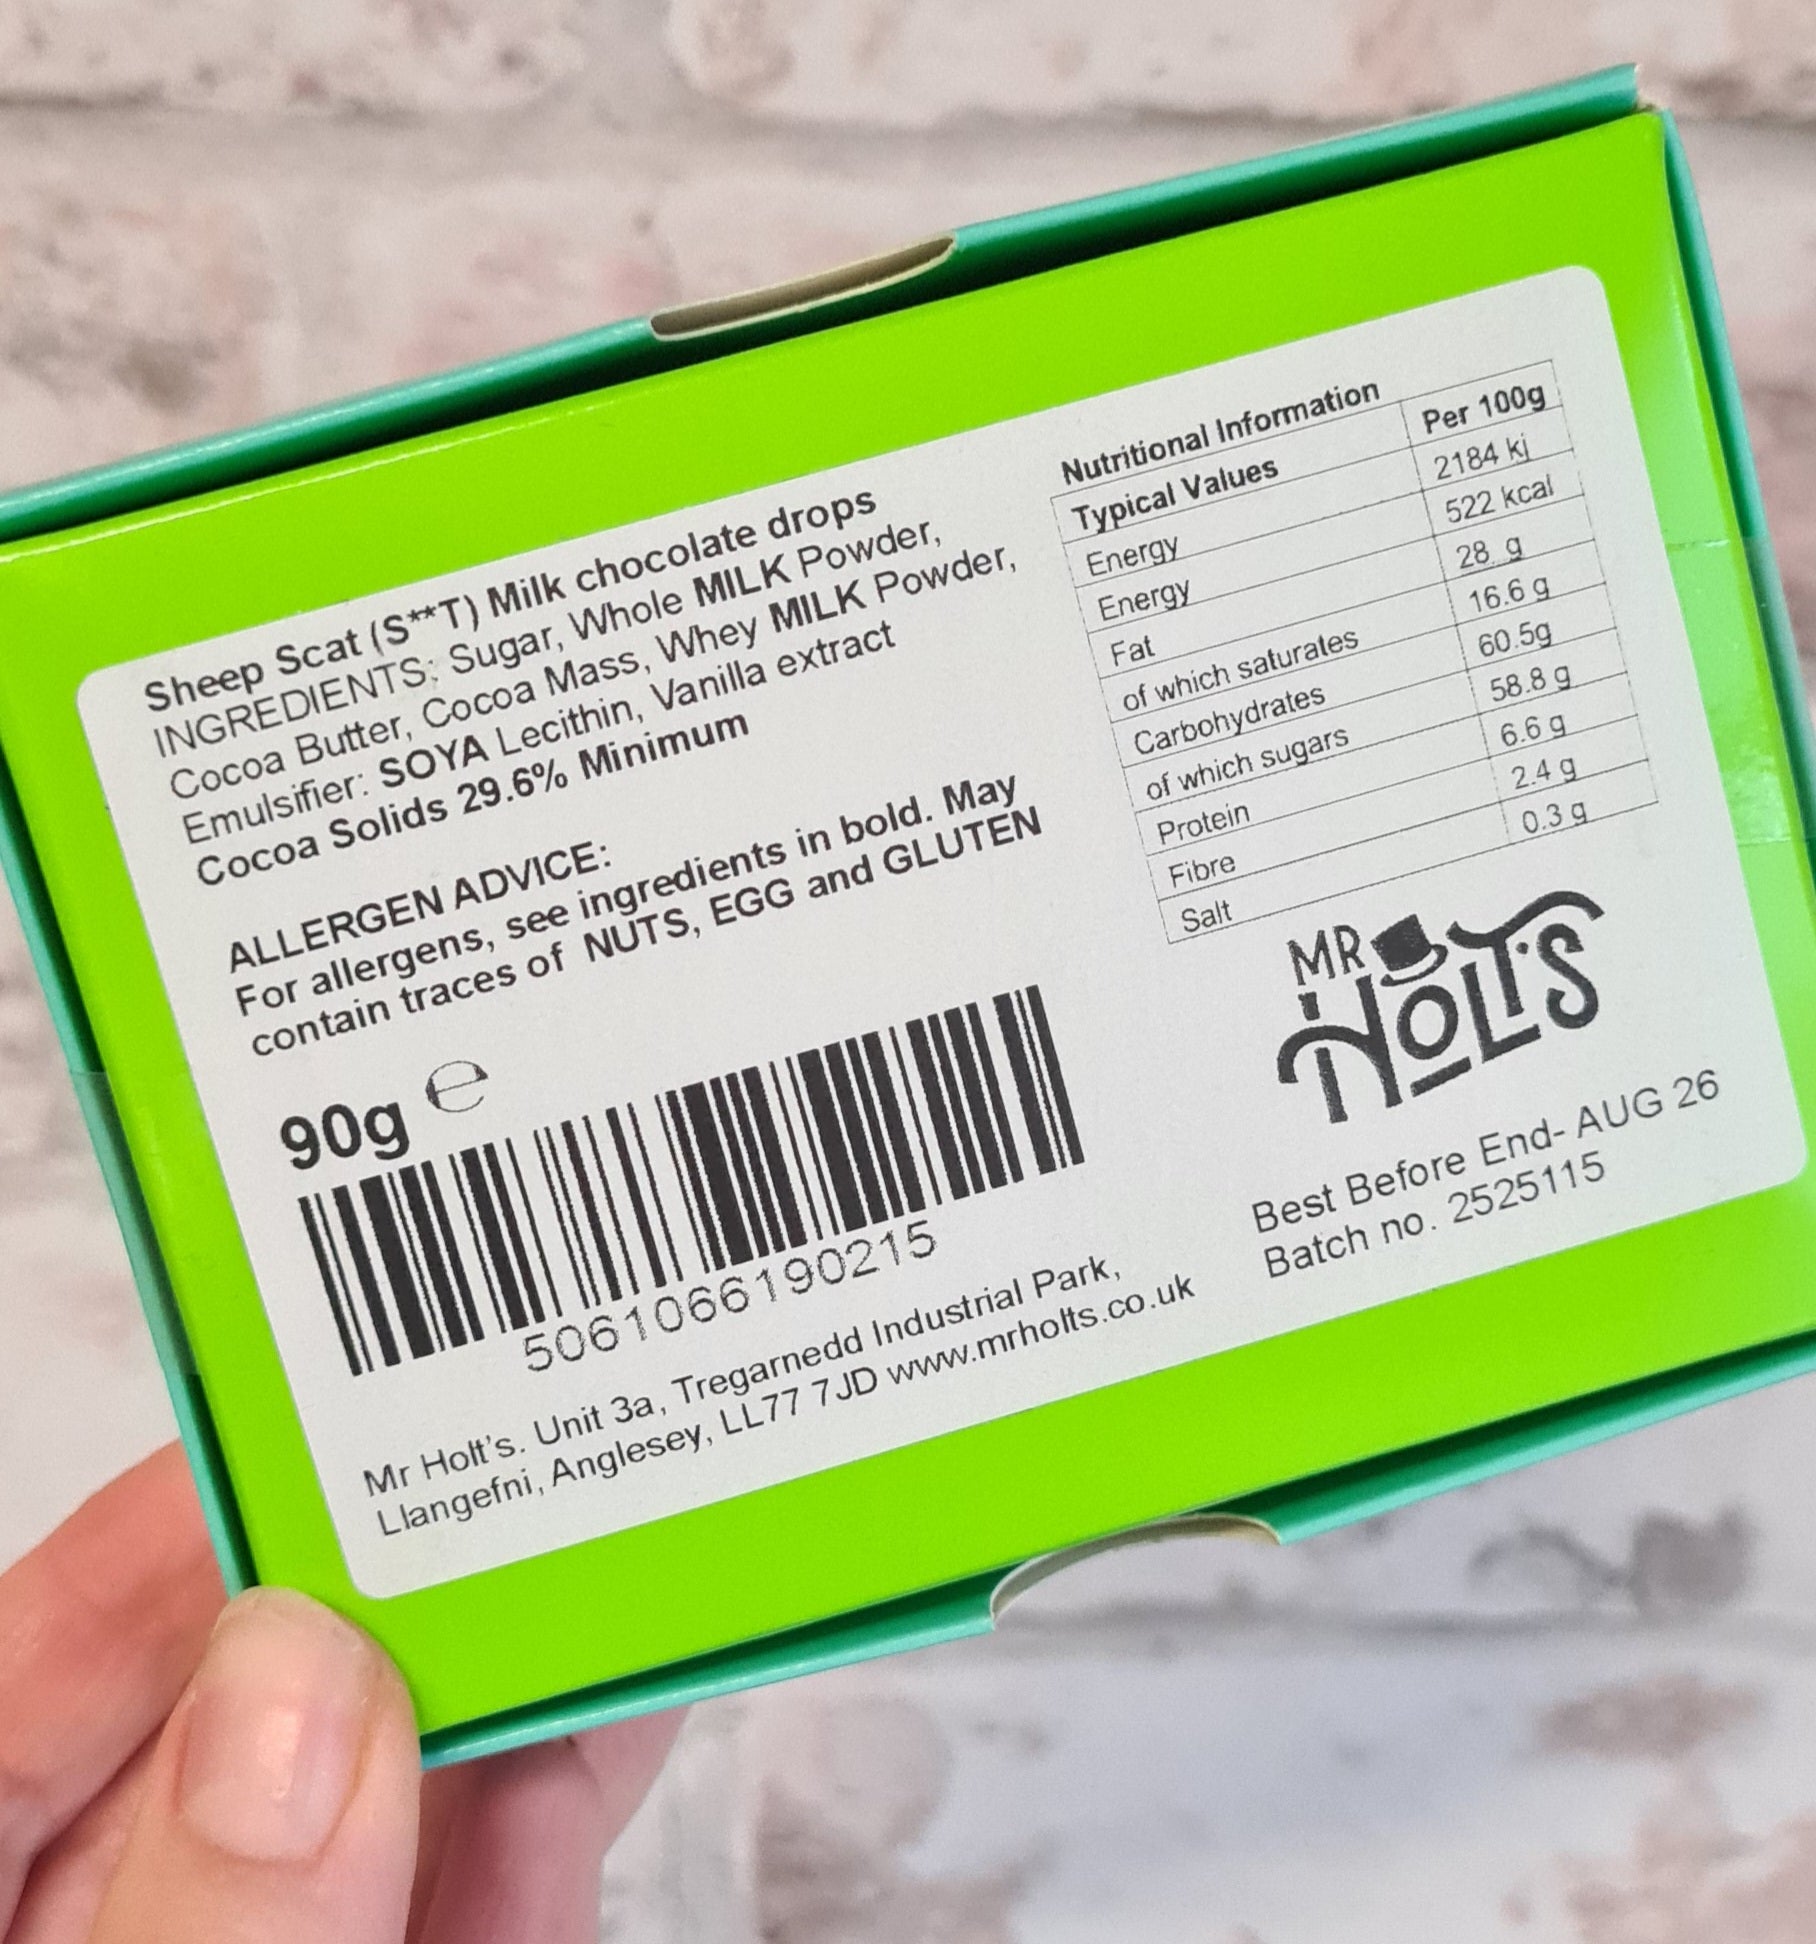 Sheep Scat (S**T) Milk chocolate drops
INGREDIENTS: Sugar, Whole MILK Powder,
Cocoa Butter, Cocoa Mass, Whey MILK Powder,
Emulsifier: SOYA Lecithin, Vanilla extract
Cocoa Solids 29.6% Minimum
ALLERGEN ADVICE:
For allergens, see ingredients in bold. May
contain traces of NUTS, EGG and GLUTEN
90g e
5061066190215
Mr Holt's. Unit 3a, Tregarnedd Industrial Park,
Llangefni, Anglesey, LL77 7JD www.mrholts.co.uk
Nutritional Information
Typical Values Per 100g
Energy 2184 kj
Energy 522 kcal
Fat 28 g
of which saturates 16.6 g
Carbohydrates 60.5g
of which sugars 58.8 g
Protein 6.6 g
Fibre 2.4 g
Salt 0.3 g
MR
HOLT'S
Best Before End- AUG 26
Batch no. 2525115